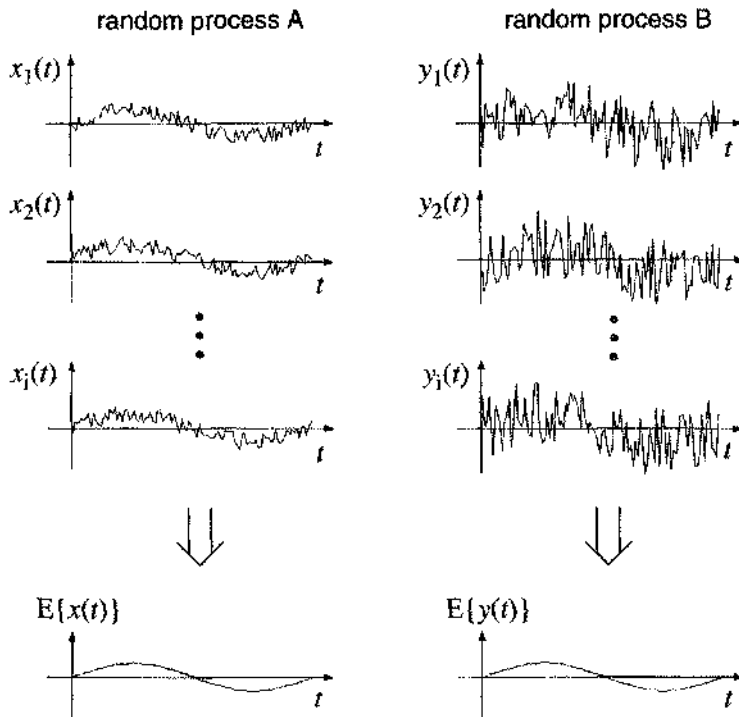 random process A
random process B
x₁(t)
t
y₁(t)
t
x₂(t)
t
y₂(t)
t
xᵢ(t)
t
yᵢ(t)
t
E{x(t)}
t
E{y(t)}
t